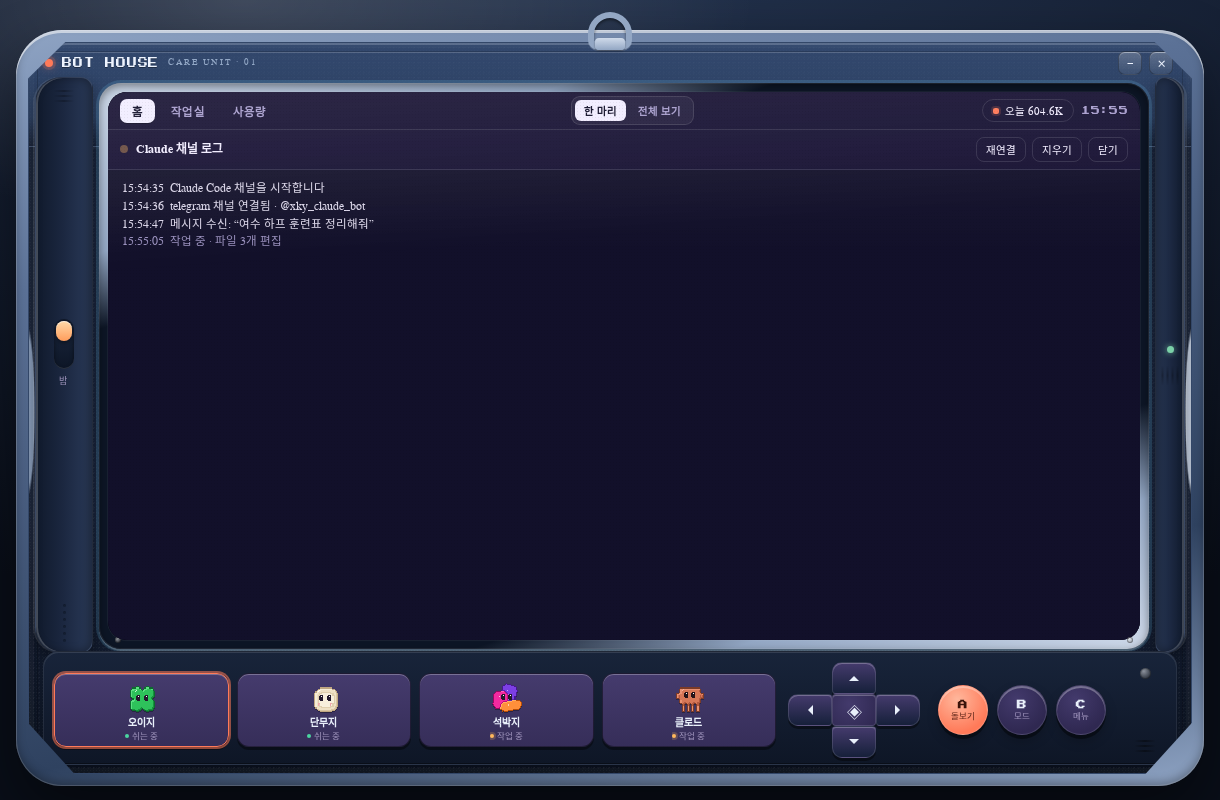 BOT HOUSE CARE UNIT · 01
− ×
홈 작업실 사용량 한 마리 전체 보기 오늘 604.6K 15:55
Claude 채널 로그 재연결 지우기 닫기
15:54:35 Claude Code 채널을 시작합니다
15:54:36 telegram 채널 연결됨 · @xky_claude_bot
15:54:47 메시지 수신: “여수 하프 훈련표 정리해줘”
15:55:05 작업 중 · 파일 3개 편집
밤
오이지
쉬는 중
단무지
쉬는 중
석박지
작업 중
클로드
작업 중
A
돌보기
B
모드
C
메뉴